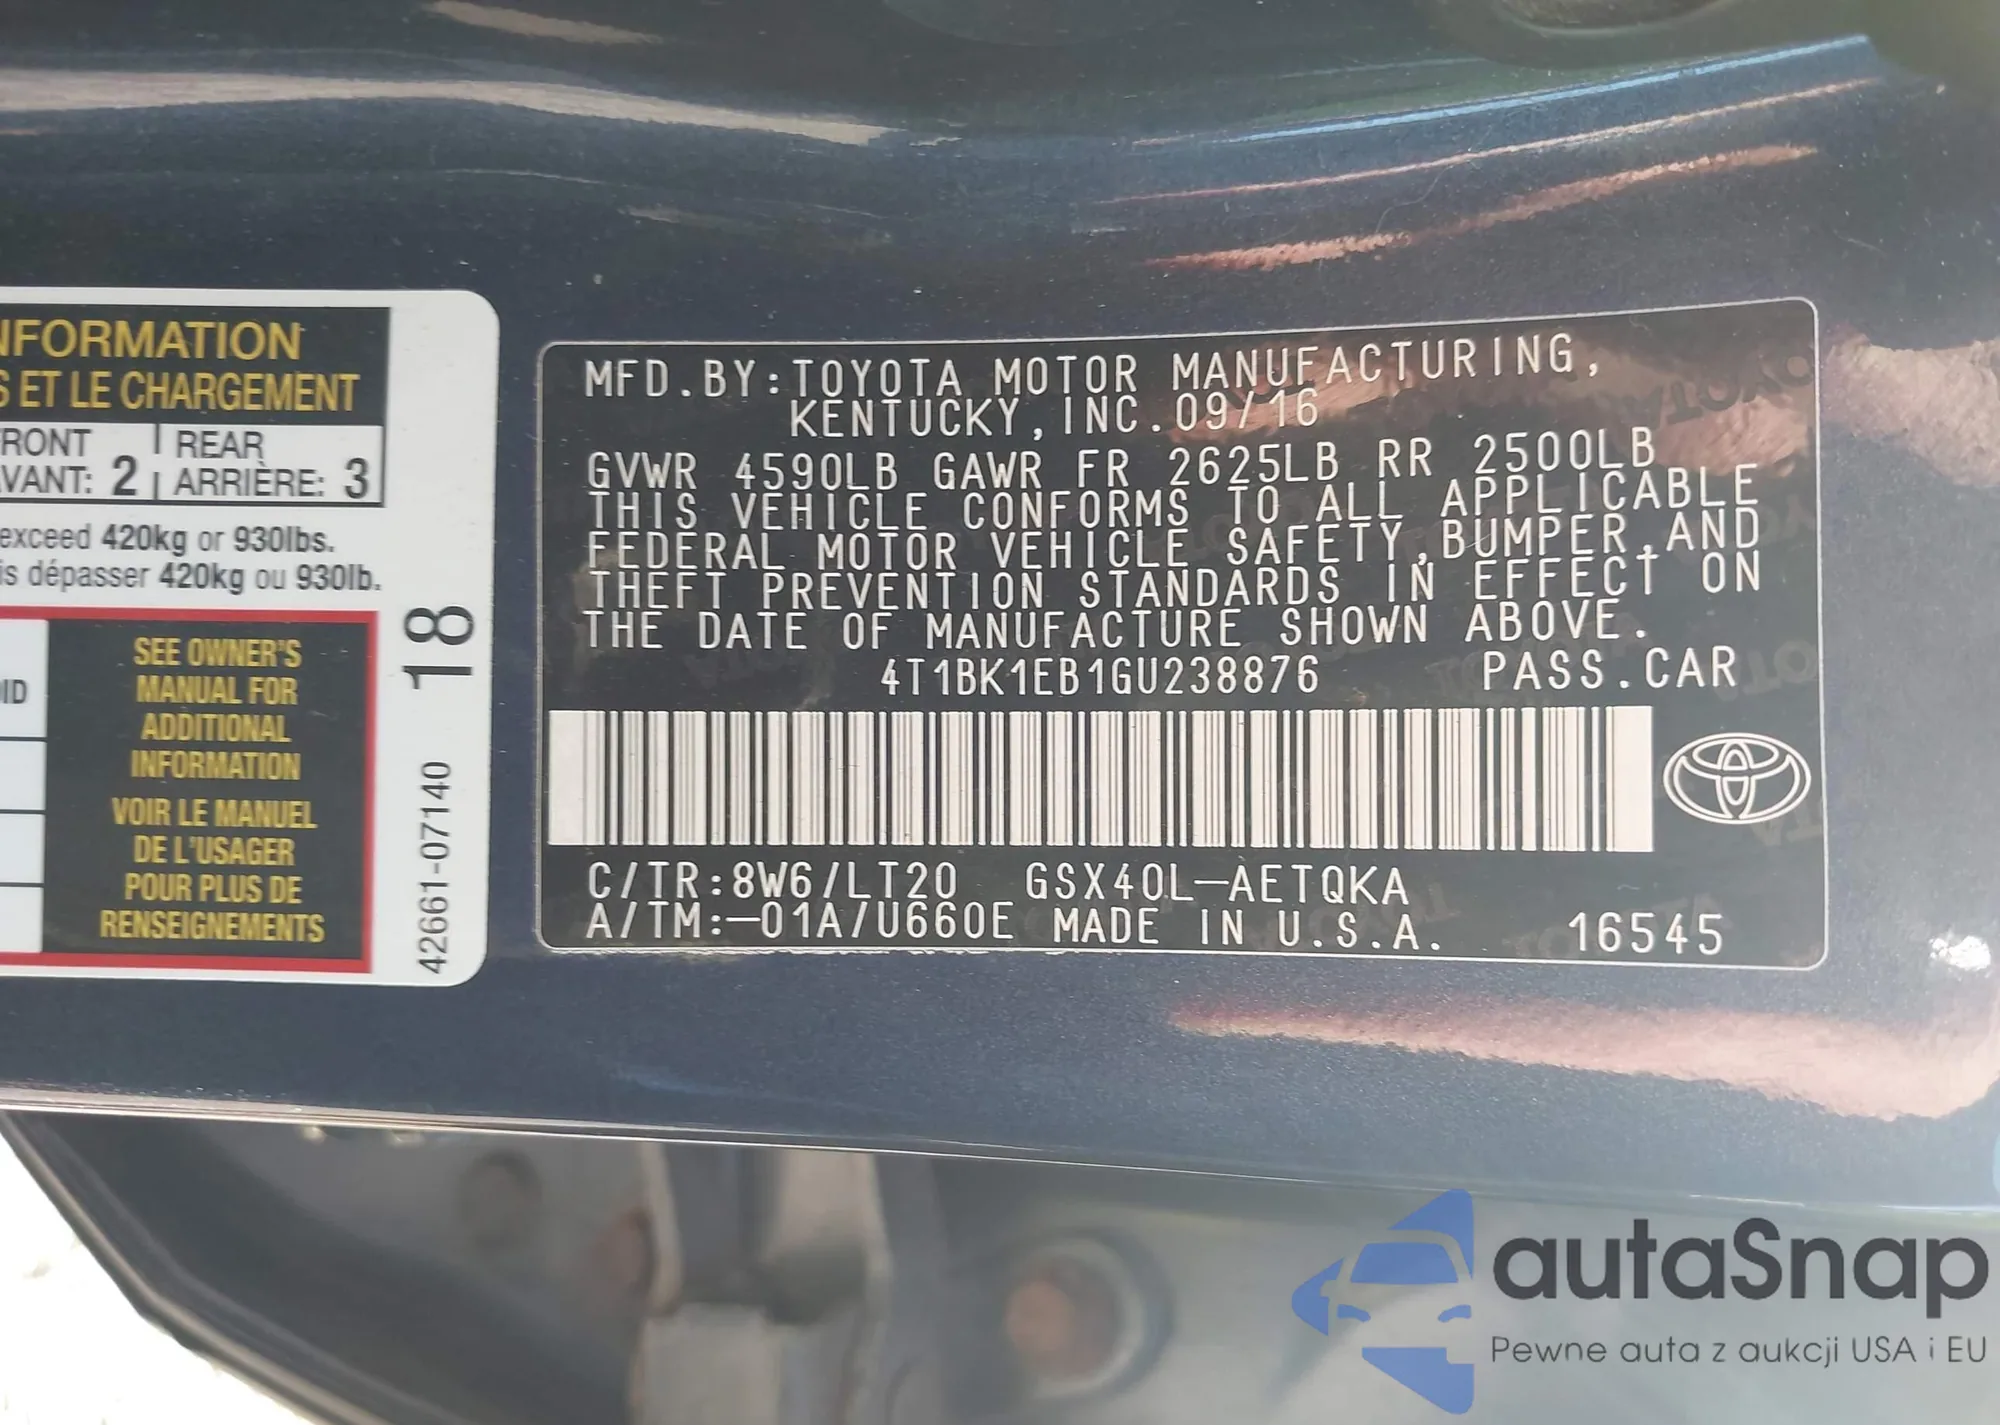 NFORMATION
S ET LE CHARGEMENT
RONT | REAR
VANT: 2 | ARRIÈRE: 3
exceed 420kg or 930lbs.
is dépasser 420kg ou 930lb.
OID
SEE OWNER'S
MANUAL FOR
ADDITIONAL
INFORMATION
VOIR LE MANUEL
DE L'USAGER
POUR PLUS DE
RENSEIGNEMENTS
18
42661-07140
MFD.BY:TOYOTA MOTOR MANUFACTURING,
KENTUCKY,INC.09/16
GVWR 4590LB GAWR FR 2625LB RR 2500LB
THIS VEHICLE CONFORMS TO ALL APPLICABLE
FEDERAL MOTOR VEHICLE SAFETY,BUMPER,AND
THEFT PREVENTION STANDARDS IN EFFECT ON
THE DATE OF MANUFACTURE SHOWN ABOVE.
4T1BK1EB1GU238876 PASS.CAR
C/TR:8W6/LT20 GSX40L-AETQKA
A/TM:-01A/U660E MADE IN U.S.A. 16545
autaSnap
Pewne auta z aukcji USA i EU